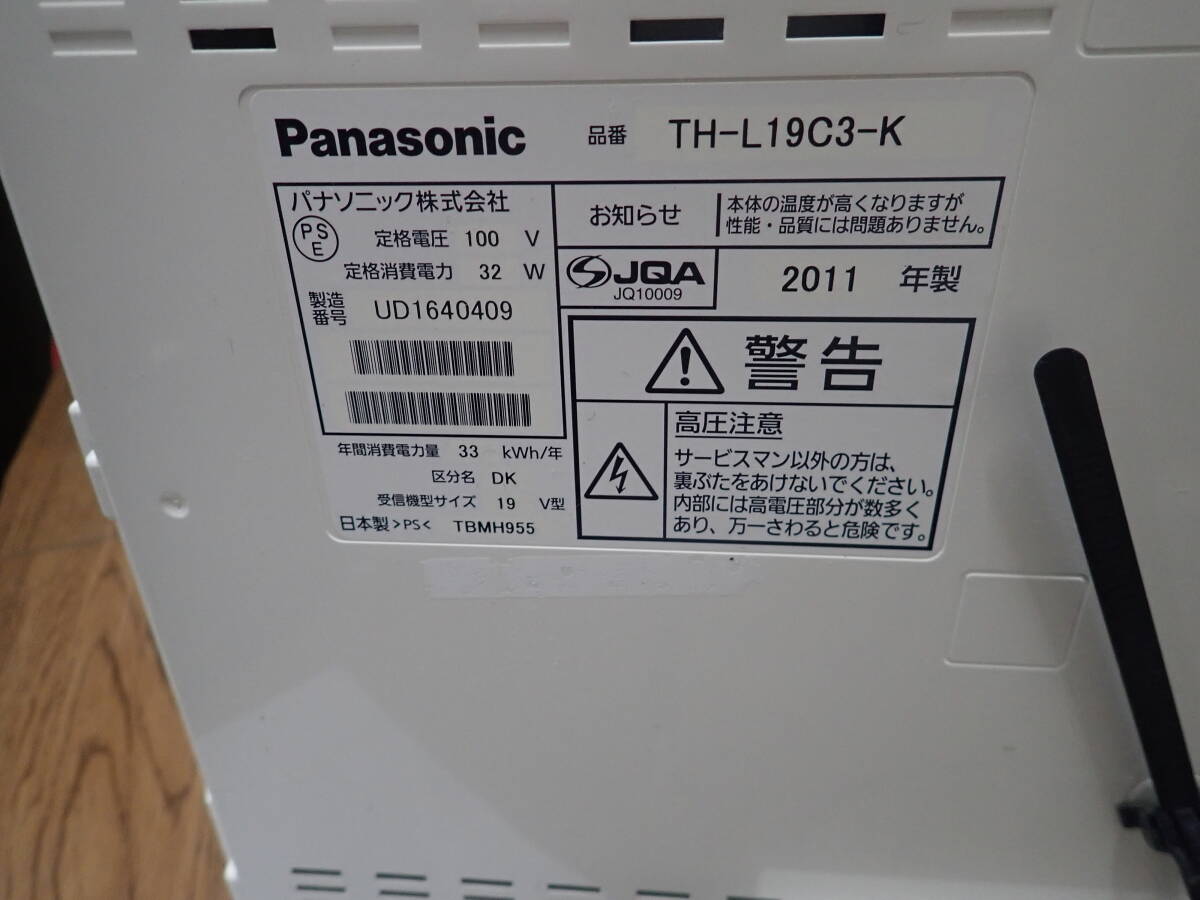 Panasonic 品番 TH-L19C3-K
パナソニック株式会社
PS
E
定格電圧 100 V
定格消費電力 32 W
製造
番号 UD1640409
お知らせ
本体の温度が高くなりますが
性能・品質には問題ありません。
JQA
JQ10009
2011 年製
警告
高圧注意
サービスマン以外の方は、
裏ぶたをあけないでください。
内部には高電圧部分が数多く
あり、万一さわると危険です。
年間消費電力量 33 kWh/年
区分名 DK
受信機型サイズ 19 V型
日本製 >PS< TBMH955